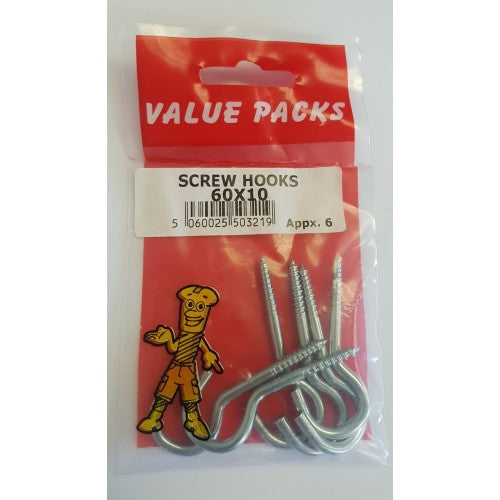 VALUE PACKS
SCREW HOOKS
60X10
5 060025 503219 Appx. 6